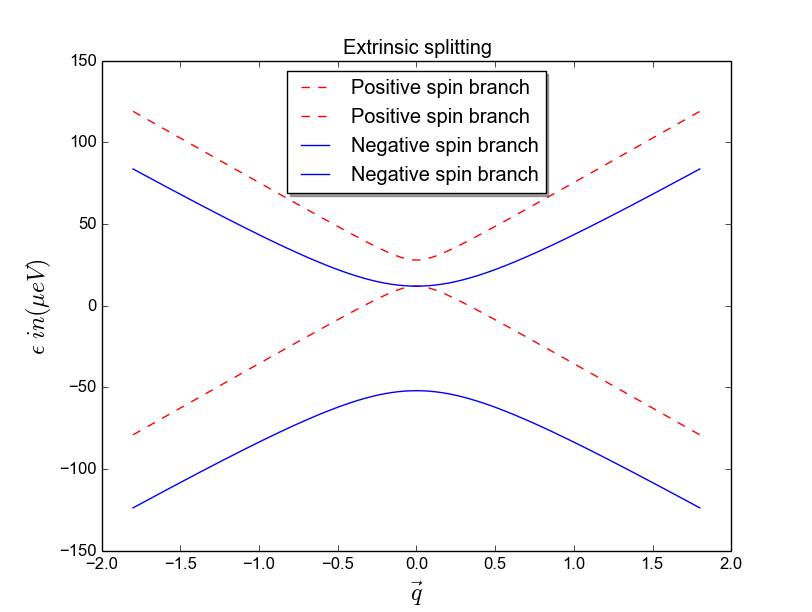 Extrinsic splitting
Positive spin branch
Positive spin branch
Negative spin branch
Negative spin branch
150
100
50
0
−50
−100
−150
ϵ in(μeV)
−2.0 −1.5 −1.0 −0.5 0.0 0.5 1.0 1.5 2.0
q⃗